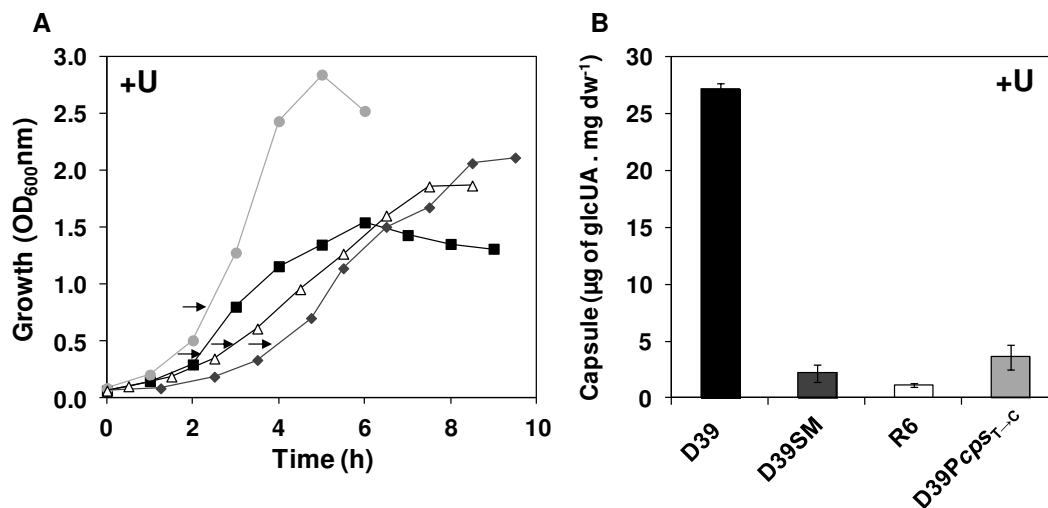 A
+U
Growth (OD₆₀₀nm)
3.0
2.5
2.0
1.5
1.0
0.5
0.0
0 2 4 6 8 10
Time (h)
B
+U
Capsule (µg of glcUA . mg dw⁻¹)
30
25
20
15
10
5
0
D39
D39SM
R6
D39Pcps_T→C